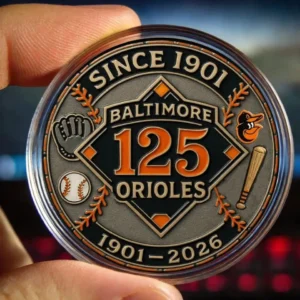 SINCE 1901
BALTIMORE
125
ORIOLES
1901-2026